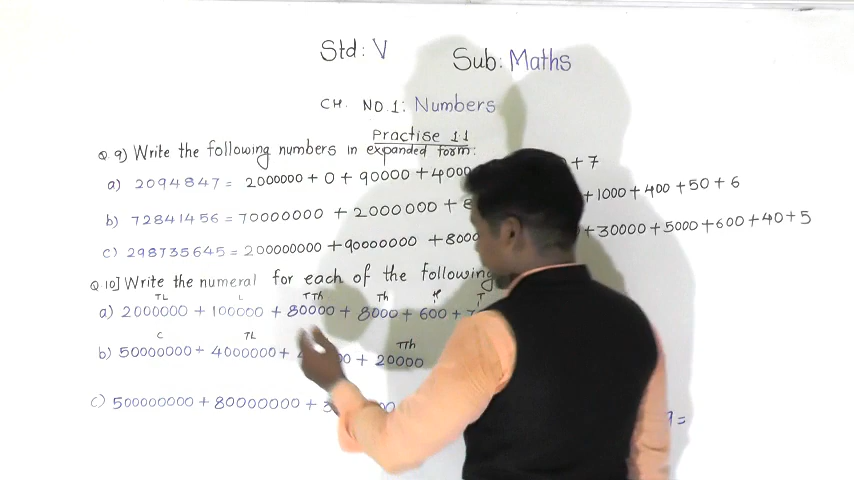 Std: V Sub: Maths
CH. NO.1: Numbers
Practise 11
Q.9) Write the following numbers in expanded form:
a) 2094847 = 2000000 + 0 + 90000 + 4000 + 7
b) 72841456 = 70000000 + 2000000 + 8 + 1000 + 400 + 50 + 6
c) 298735645 = 200000000 + 90000000 + 8000 + 30000 + 5000 + 600 + 40 + 5
Q.10] Write the numeral for each of the following
TL L TTh Th H T
a) 2000000 + 100000 + 80000 + 8000 + 600 + 7
C TL TTh
b) 50000000 + 4000000 + 20000
c) 500000000 + 80000000 + 3